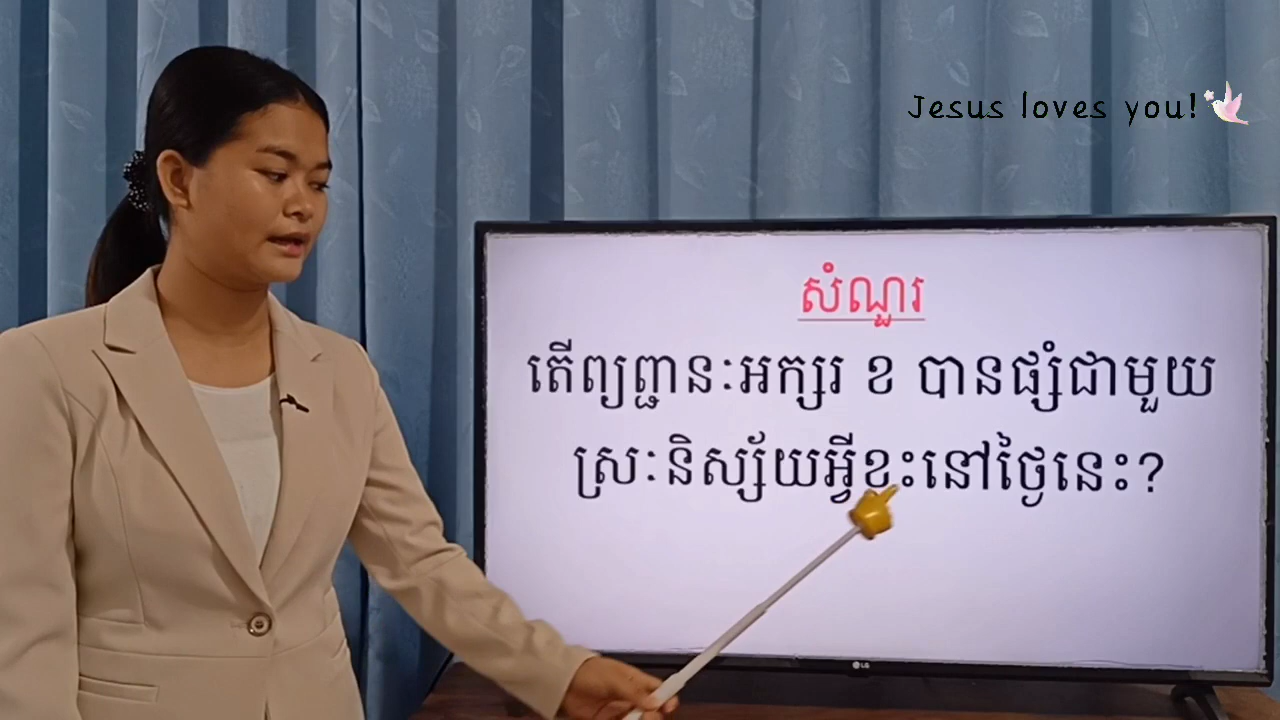 Jesus loves you!
សំណួរ
តើព្យព្ជានៈអក្សរ ខ បានផ្សំជាមួយ
ស្រៈនិស្ស័យអ្វីខ្លះនៅថ្ងៃនេះ?
LG